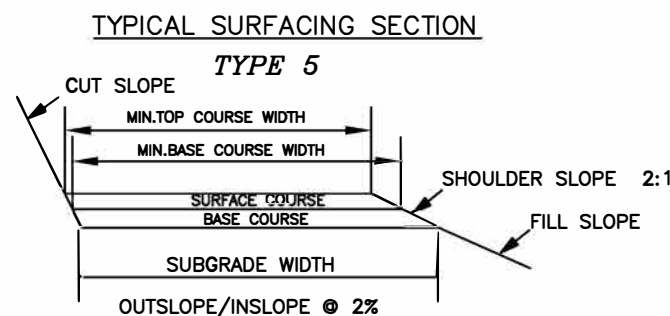 TYPICAL SURFACING SECTION
TYPE 5
CUT SLOPE
MIN.TOP COURSE WIDTH
MIN.BASE COURSE WIDTH
SHOULDER SLOPE 2:1
SURFACE COURSE
BASE COURSE
FILL SLOPE
SUBGRADE WIDTH
OUTSLOPE/INSLOPE @ 2%